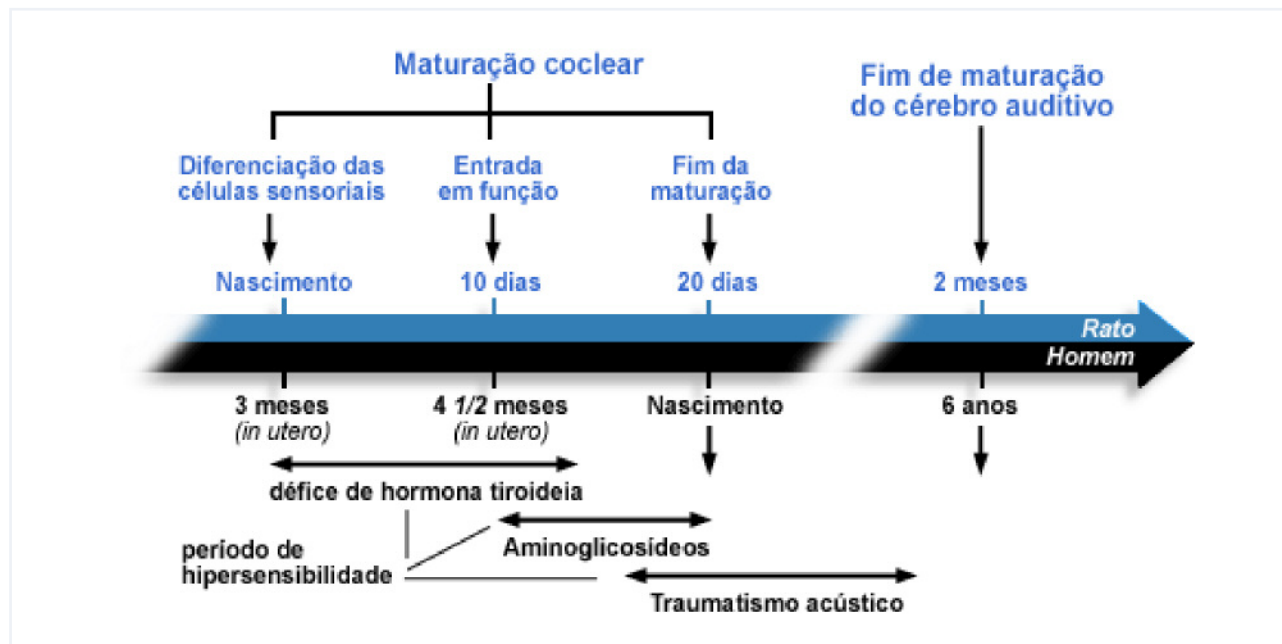 Maturação coclear
Fim de maturação
do cérebro auditivo
Diferenciação das
células sensoriais
Entrada
em função
Fim da
maturação
Nascimento
10 dias
20 dias
2 meses
Rato
Homem
3 meses
(in utero)
4 1/2 meses
(in utero)
Nascimento
6 anos
défice de hormona tiroideia
período de
hipersensibilidade
Aminoglicosídeos
Traumatismo acústico